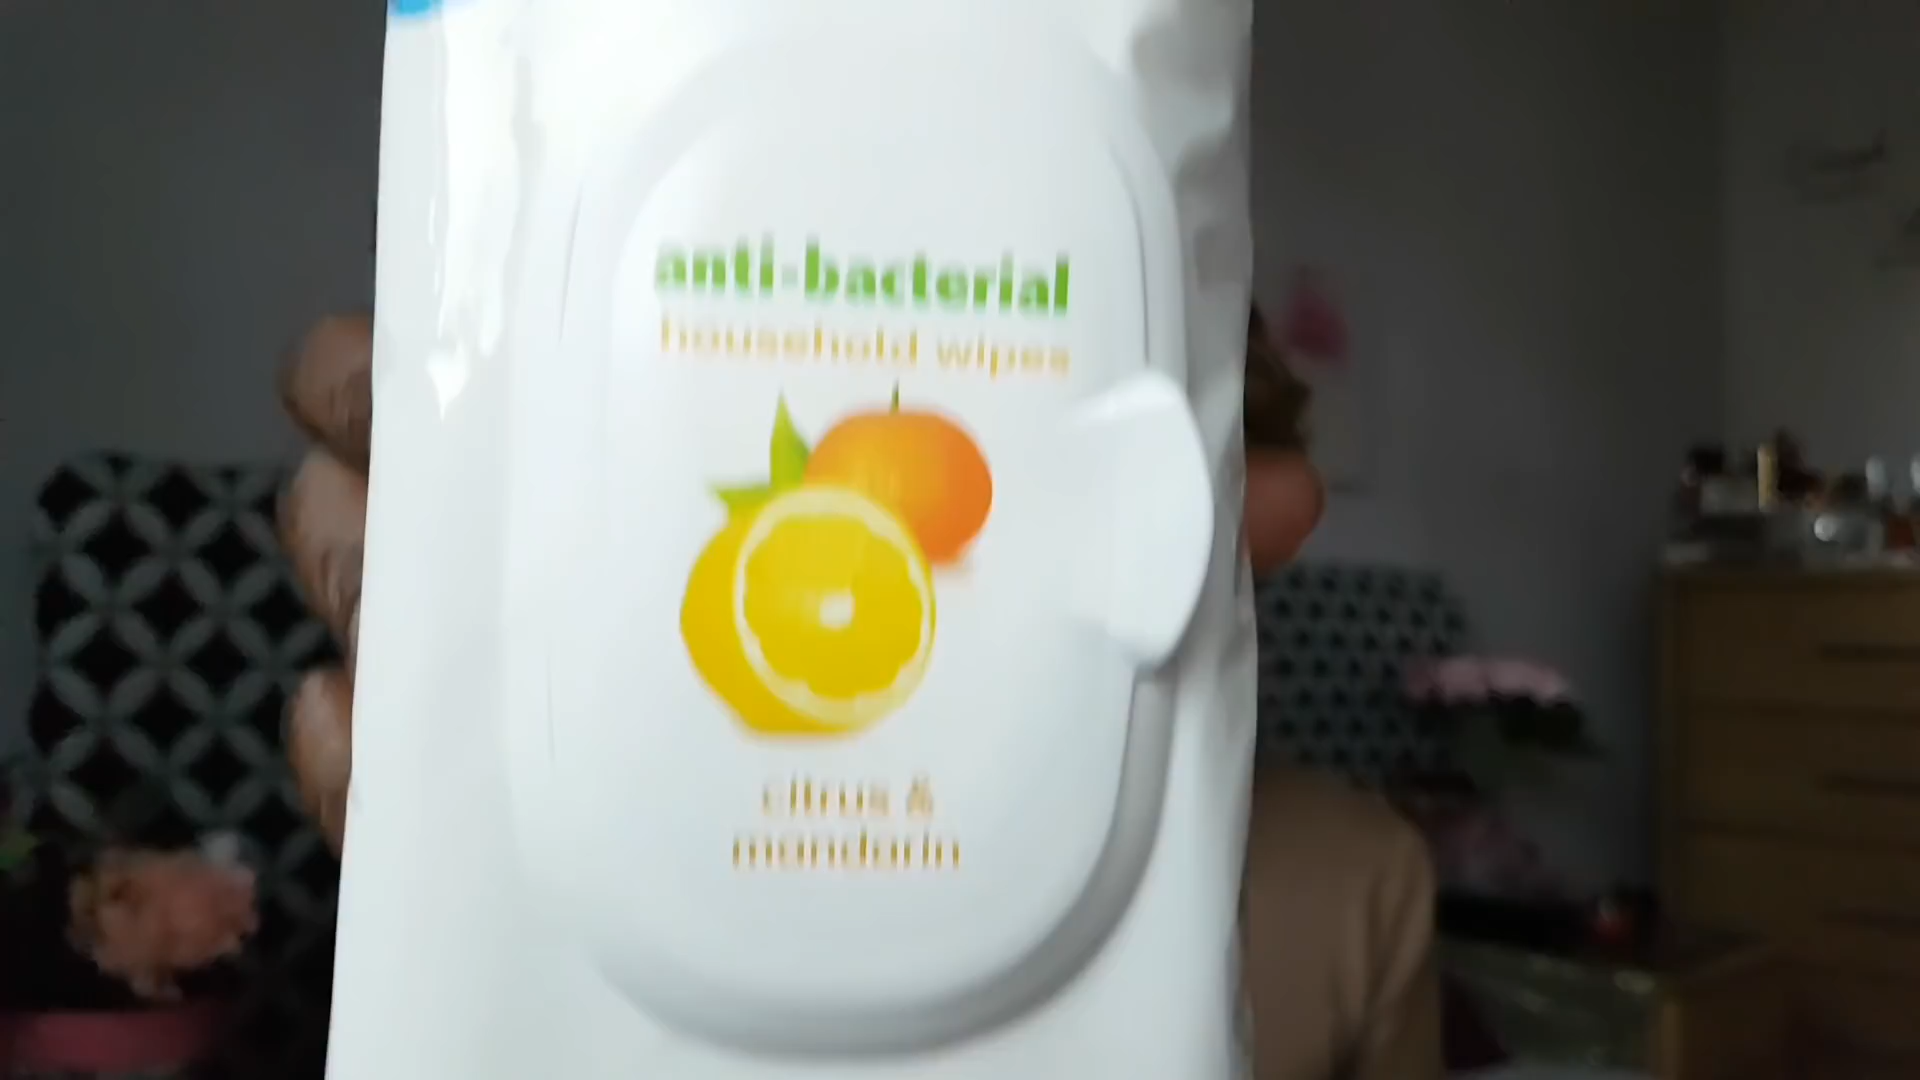 anti-bacterial
household wipes
citrus &
mandarin